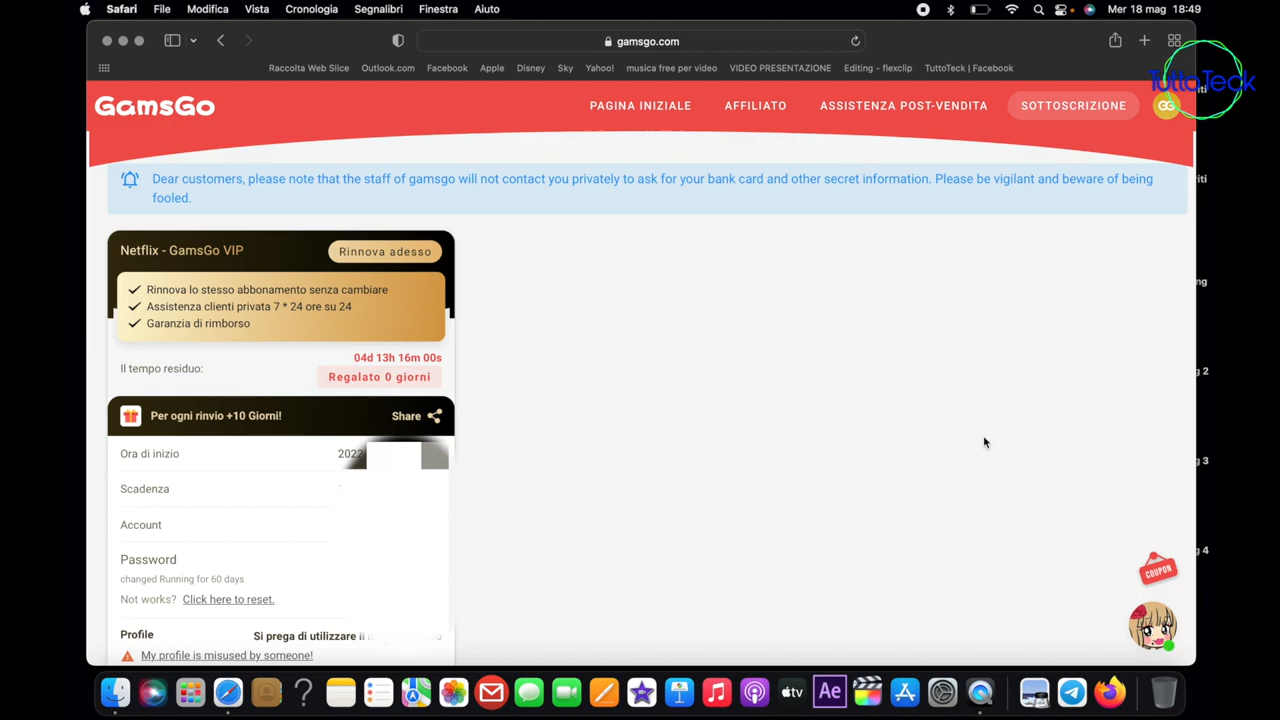 Safari File Modifica Vista Cronologia Segnalibri Finestra Aiuto Mer 18 mag 18:49
gamsgo.com
Raccolta Web Slice Outlook.com Facebook Apple Disney Sky Yahoo! musica free per video VIDEO PRESENTAZIONE Editing - flexclip TuttoTeck | Facebook
TuttoTeck
GamsGo PAGINA INIZIALE AFFILIATO ASSISTENZA POST-VENDITA SOTTOSCRIZIONE GG
Dear customers, please note that the staff of gamsgo will not contact you privately to ask for your bank card and other secret information. Please be vigilant and beware of being
fooled.
Netflix - GamsGo VIP Rinnova adesso
Rinnova lo stesso abbonamento senza cambiare
Assistenza clienti privata 7 * 24 ore su 24
Garanzia di rimborso
04d 13h 16m 00s
Il tempo residuo:
Regalato 0 giorni
Per ogni rinvio +10 Giorni! Share
Ora di inizio 2022
Scadenza
Account
Password
changed Running for 60 days
Not works? Click here to reset.
Profile Si prega di utilizzare il
My profile is misused by someone!
COUPON
tv Ae